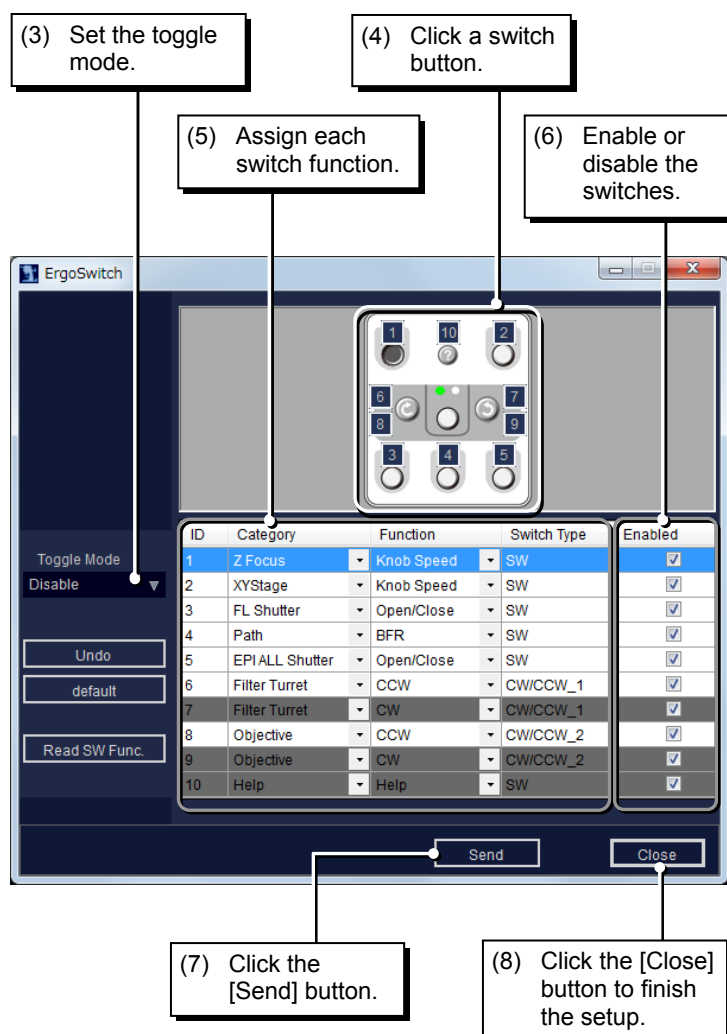 (3) Set the toggle
mode.
(4) Click a switch
button.
(5) Assign each
switch function.
(6) Enable or
disable the
switches.
ErgoSwitch
1 10 2
?
6 7
8 9
3 4 5
ID Category Function Switch Type Enabled
1 Z Focus Knob Speed SW
2 XYStage Knob Speed SW
3 FL Shutter Open/Close SW
4 Path BFR SW
5 EPI ALL Shutter Open/Close SW
6 Filter Turret CCW CW/CCW_1
7 Filter Turret CW CW/CCW_1
8 Objective CCW CW/CCW_2
9 Objective CW CW/CCW_2
10 Help Help SW
Toggle Mode
Disable
Undo
default
Read SW Func.
Send Close
(7) Click the
[Send] button.
(8) Click the [Close]
button to finish
the setup.